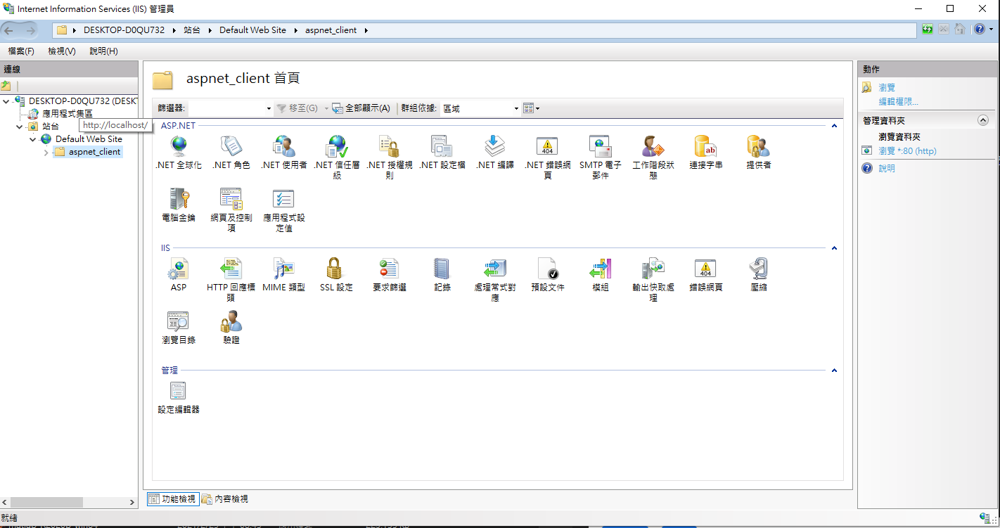 Internet Information Services (IIS) 管理員
DESKTOP-D0QU732 站台 Default Web Site aspnet_client
檔案(F) 檢視(V) 說明(H)
連線
DESKTOP-D0QU732 (DESKT
應用程式集區
站台
http://localhost/
Default Web Site
aspnet_client
aspnet_client 首頁
篩選器: 移至(G) 全部顯示(A) 群組依據: 區域
ASP.NET
.NET 全球化
.NET 角色
.NET 使用者
.NET 信任層
級
.NET 授權規
則
.NET 設定檔
.NET 編譯
.NET 錯誤網
頁
SMTP 電子
郵件
工作階段狀
態
連接字串
提供者
電腦金鑰
網頁及控制
項
應用程式設
定值
IIS
ASP
HTTP 回應標
頭
MIME 類型
SSL 設定
要求篩選
記錄
處理常式對
應
預設文件
模組
輸出快取處
理
錯誤網頁
壓縮
瀏覽目錄
驗證
管理
設定編輯器
功能檢視 內容檢視
動作
瀏覽
編輯權限...
管理資料夾
瀏覽資料夾
瀏覽 *:80 (http)
說明
就緒